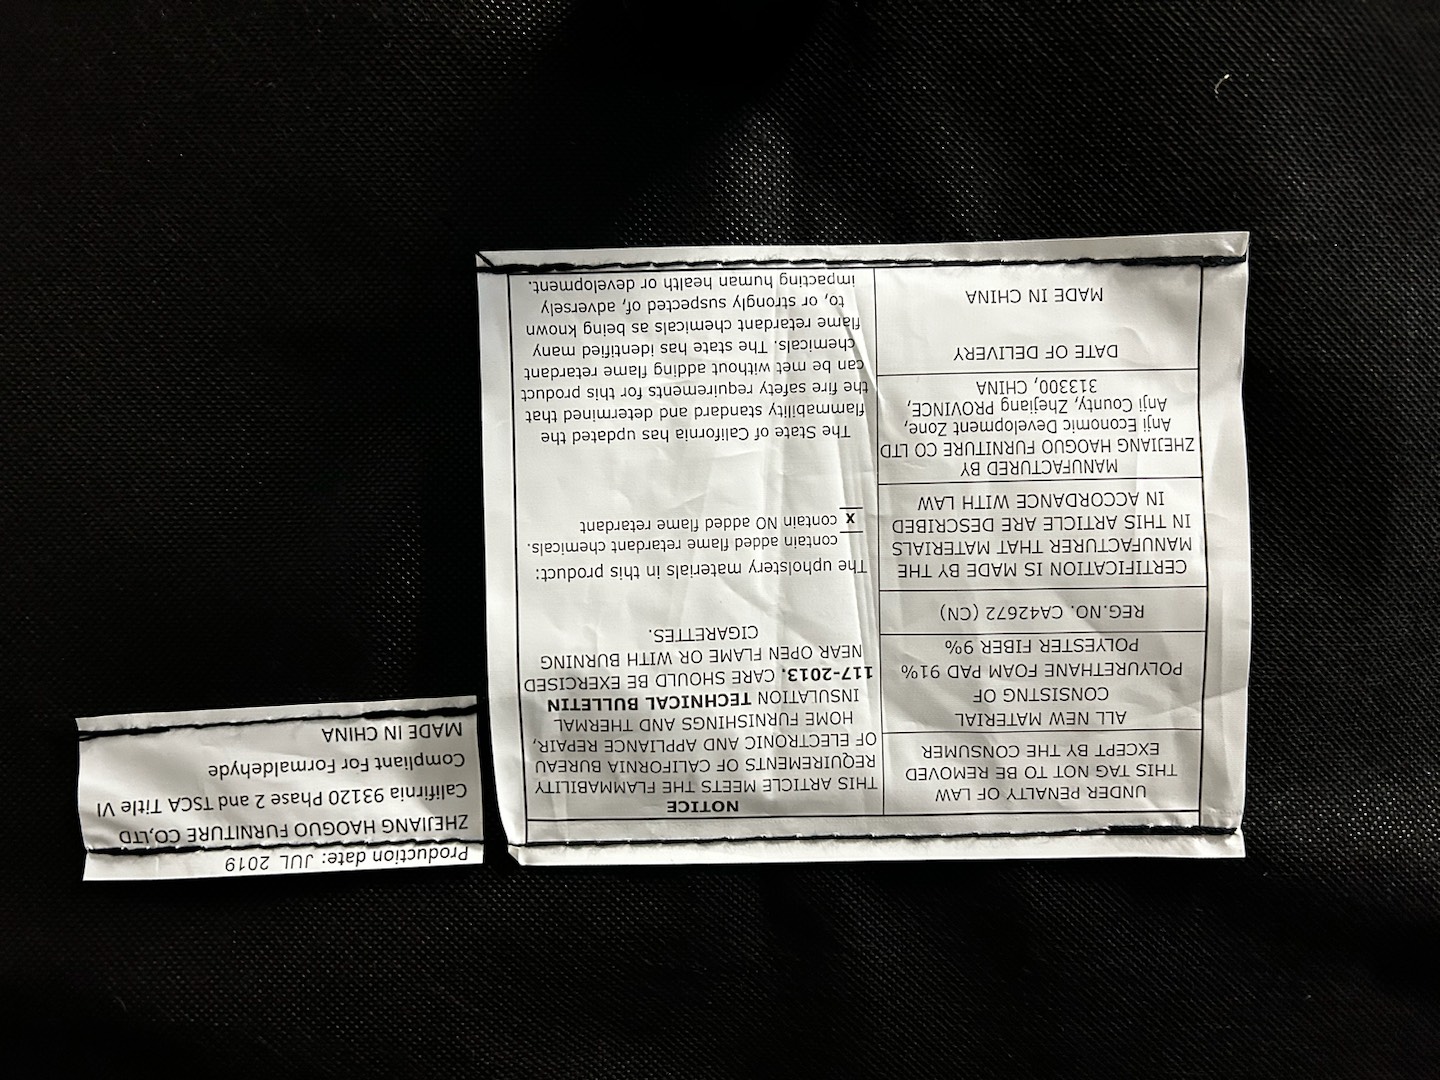 UNDER PENALTY OF LAW
THIS TAG NOT TO BE REMOVED
EXCEPT BY THE CONSUMER
ALL NEW MATERIAL
CONSISTNG OF
POLYURETHANE FOAM PAD 91%
POLYESTER FIBER 9%
REG.NO. CA42672 (CN)
CERTIFICATION IS MADE BY THE
MANUFACTURER THAT MATERIALS
IN THIS ARTICLE ARE DESCRIBED
IN ACCORDANCE WITH LAW
MANUFACTURED BY
ZHEJIANG HAOGUO FURNITURE CO LTD
Anji Economic Development Zone,
Anji County, Zhejiang PROVINCE,
313300, CHINA
DATE OF DELIVERY
MADE IN CHINA
NOTICE
THIS ARTICLE MEETS THE FLAMMABILITY
REQUIREMENTS OF CALIFORNIA BUREAU
OF ELECTRONIC AND APPLIANCE REPAIR,
HOME FURNISHINGS AND THERMAL
INSULATION TECHNICAL BULLETIN
117-2013. CARE SHOULD BE EXERCISED
NEAR OPEN FLAME OR WITH BURNING
CIGARETTES.
The upholstery materials in this product:
contain added flame retardant chemicals.
X contain NO added flame retardant
The State of California has updated the
flammability standard and determined that
the fire safety requirements for this product
can be met without adding flame retardant
chemicals. The state has identified many
flame retardant chemicals as being known
to, or strongly suspected of, adversely
impacting human health or development.
Production date: JUL 2019
ZHEJIANG HAOGUO FURNITURE CO,LTD
Califirnia 93120 Phase 2 and TSCA Title VI
Compliant For Formaldehyde
MADE IN CHINA